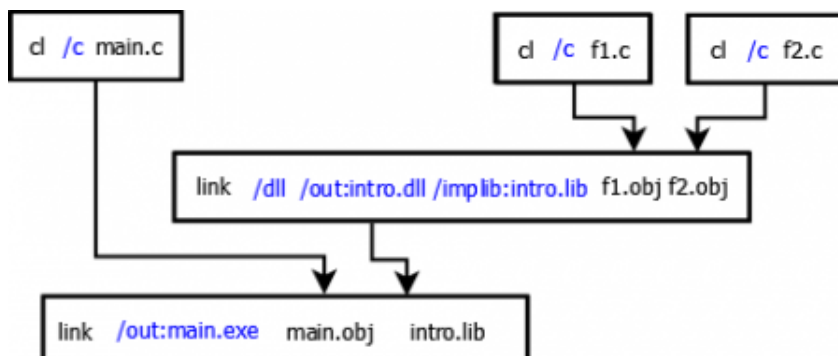 cl /c main.c
cl /c f1.c
cl /c f2.c
link /dll /out:intro.dll /implib:intro.lib f1.obj f2.obj
link /out:main.exe main.obj intro.lib